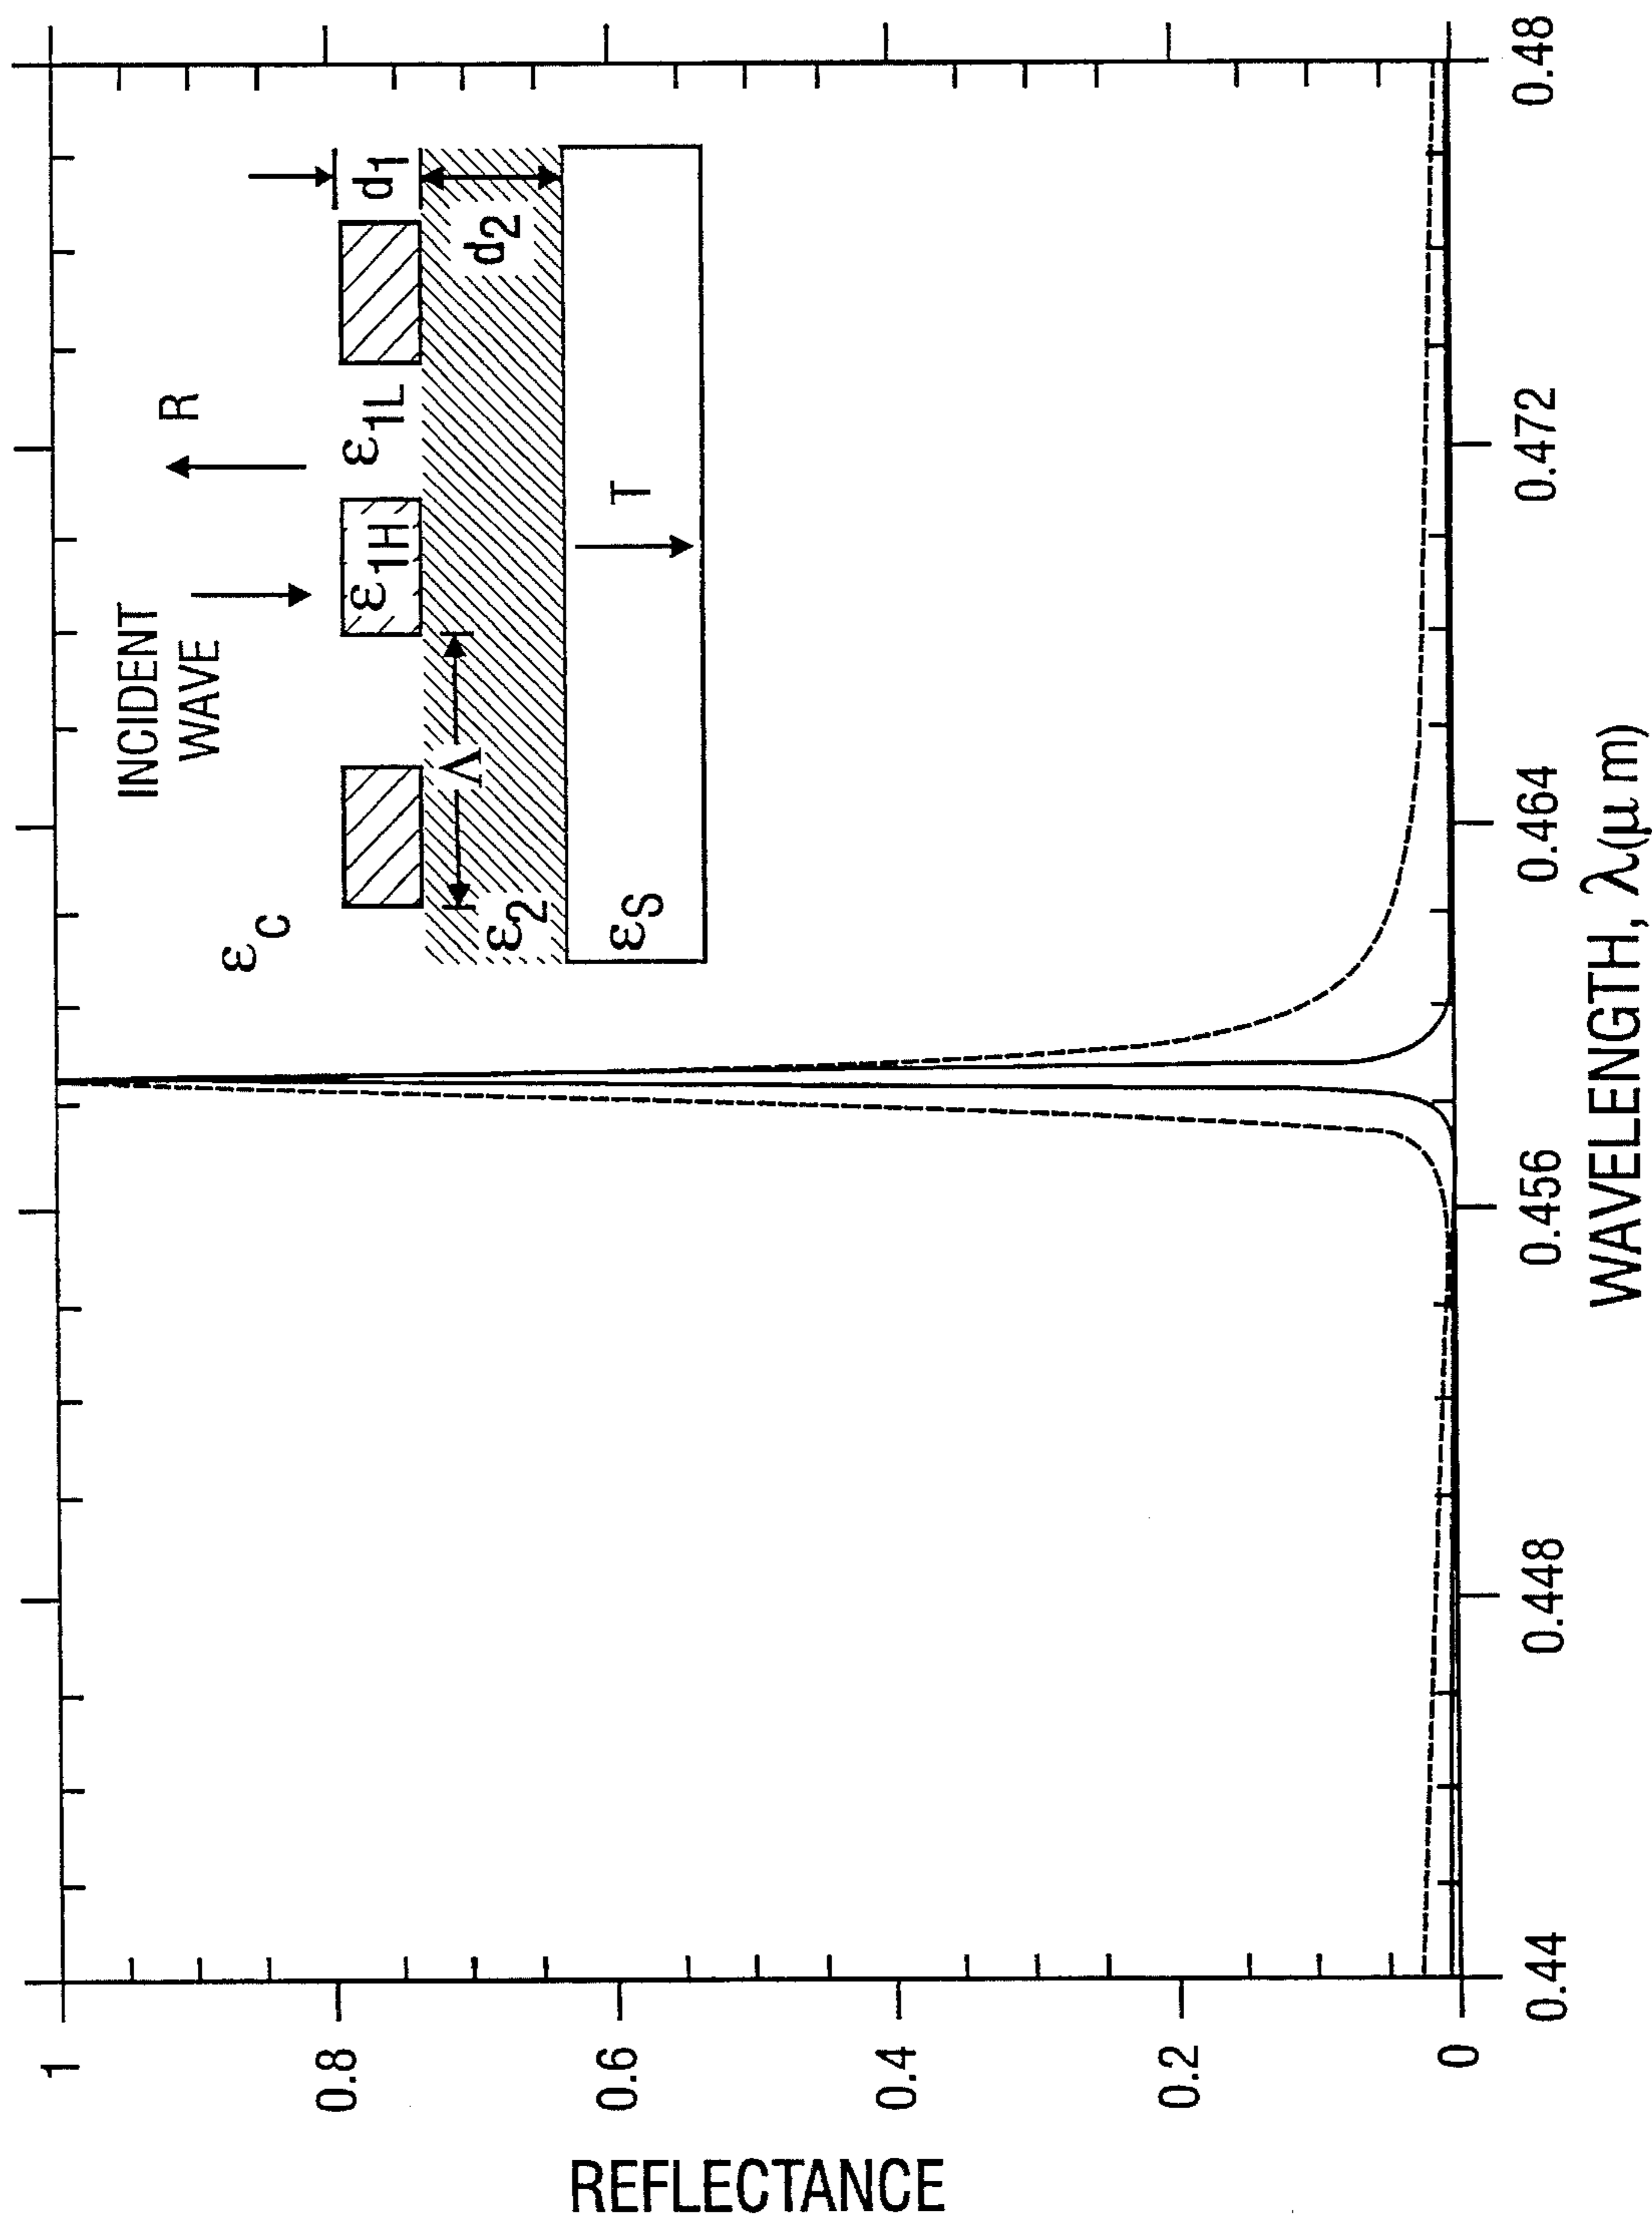 REFLECTANCE
1
0.8
0.6
0.4
0.2
0
0.44
0.448
0.456
0.464
0.472
0.48
WAVELENGTH, λ(μ m)
INCIDENT
WAVE
R
εC
ε1H
ε1L
d1
Λ
d2
ε2
T
εS